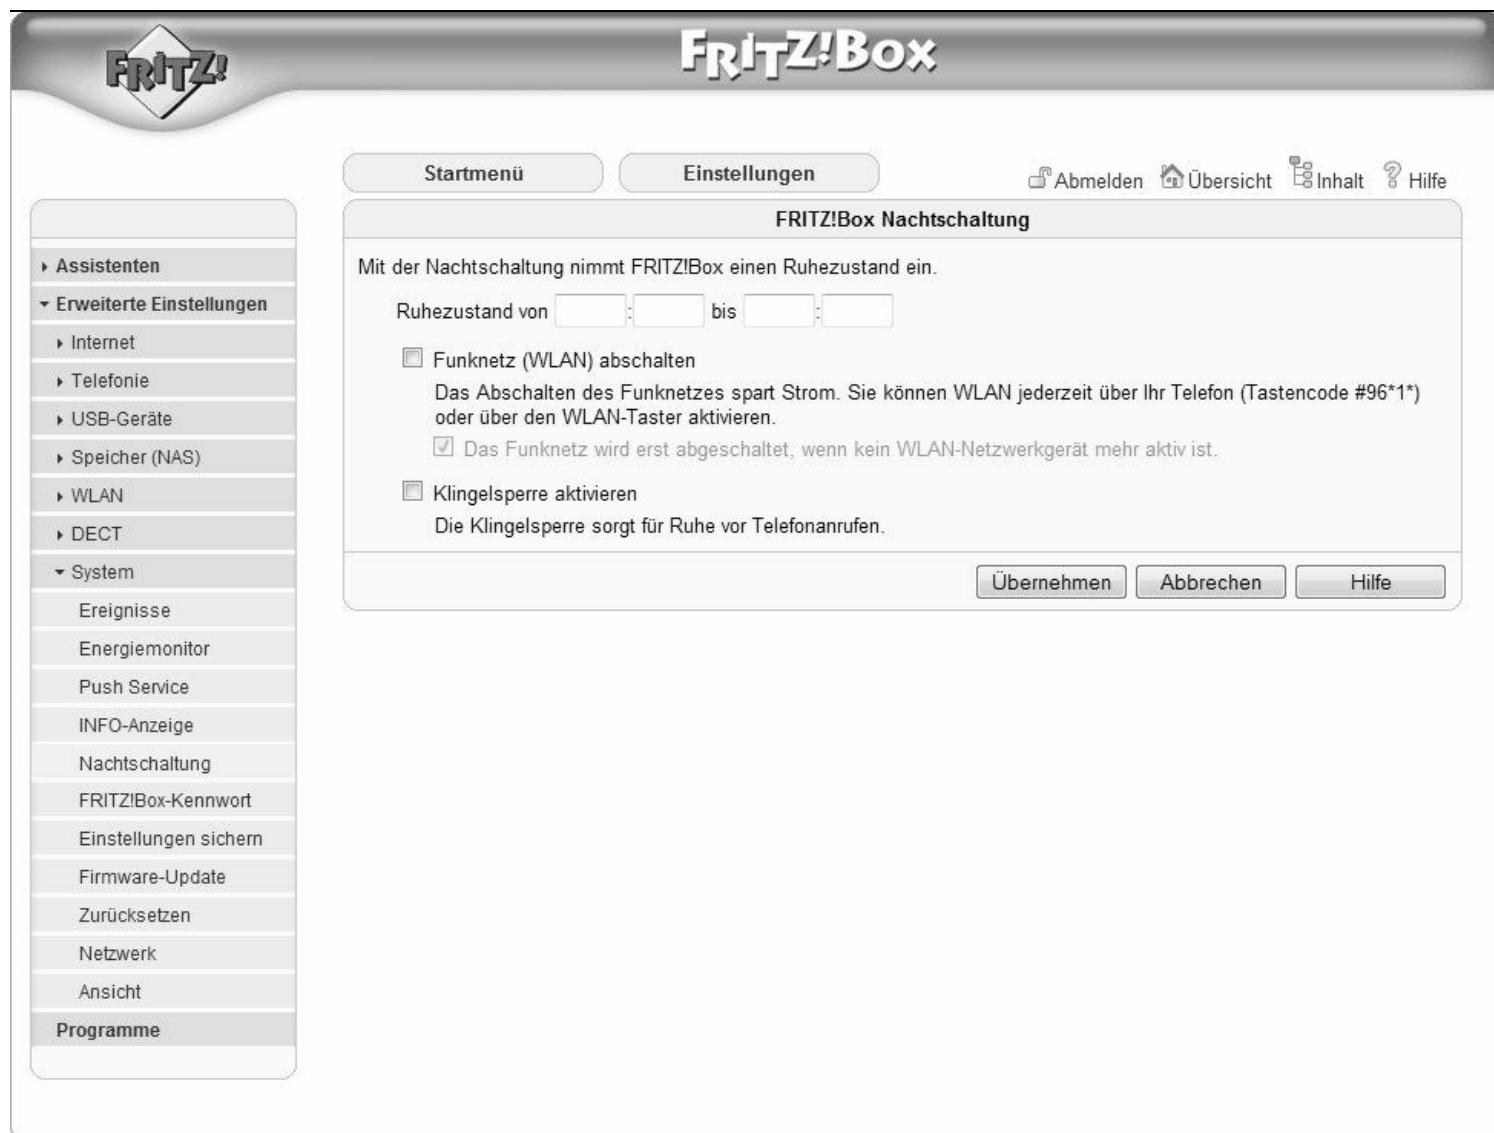 FRITZ!
FRITZ!Box
Startmenü
Einstellungen
Abmelden
Übersicht
Inhalt
Hilfe
Assistenten
Erweiterte Einstellungen
Internet
Telefonie
USB-Geräte
Speicher (NAS)
WLAN
DECT
System
Ereignisse
Energiemonitor
Push Service
INFO-Anzeige
Nachtschaltung
FRITZ!Box-Kennwort
Einstellungen sichern
Firmware-Update
Zurücksetzen
Netzwerk
Ansicht
Programme
FRITZ!Box Nachtschaltung
Mit der Nachtschaltung nimmt FRITZ!Box einen Ruhezustand ein.
Ruhezustand von : bis :
Funknetz (WLAN) abschalten
Das Abschalten des Funknetzes spart Strom. Sie können WLAN jederzeit über Ihr Telefon (Tastencode #96*1*)
oder über den WLAN-Taster aktivieren.
Das Funknetz wird erst abgeschaltet, wenn kein WLAN-Netzwerkgerät mehr aktiv ist.
Klingelsperre aktivieren
Die Klingelsperre sorgt für Ruhe vor Telefonanrufen.
Übernehmen
Abbrechen
Hilfe